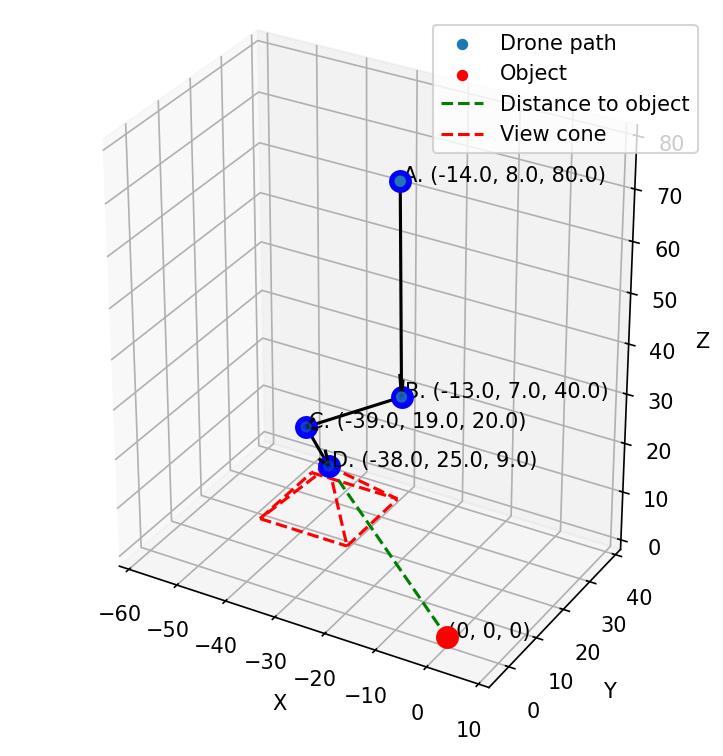 Drone path
Object
Distance to object
View cone
A. (-14.0, 8.0, 80.0)
B. (-13.0, 7.0, 40.0)
C. (-39.0, 19.0, 20.0)
D. (-38.0, 25.0, 9.0)
(0, 0, 0)
80
70
60
50
40
30
20
10
0
Z
−60
−50
−40
−30
−20
−10
0
10
X
0
10
20
30
40
Y